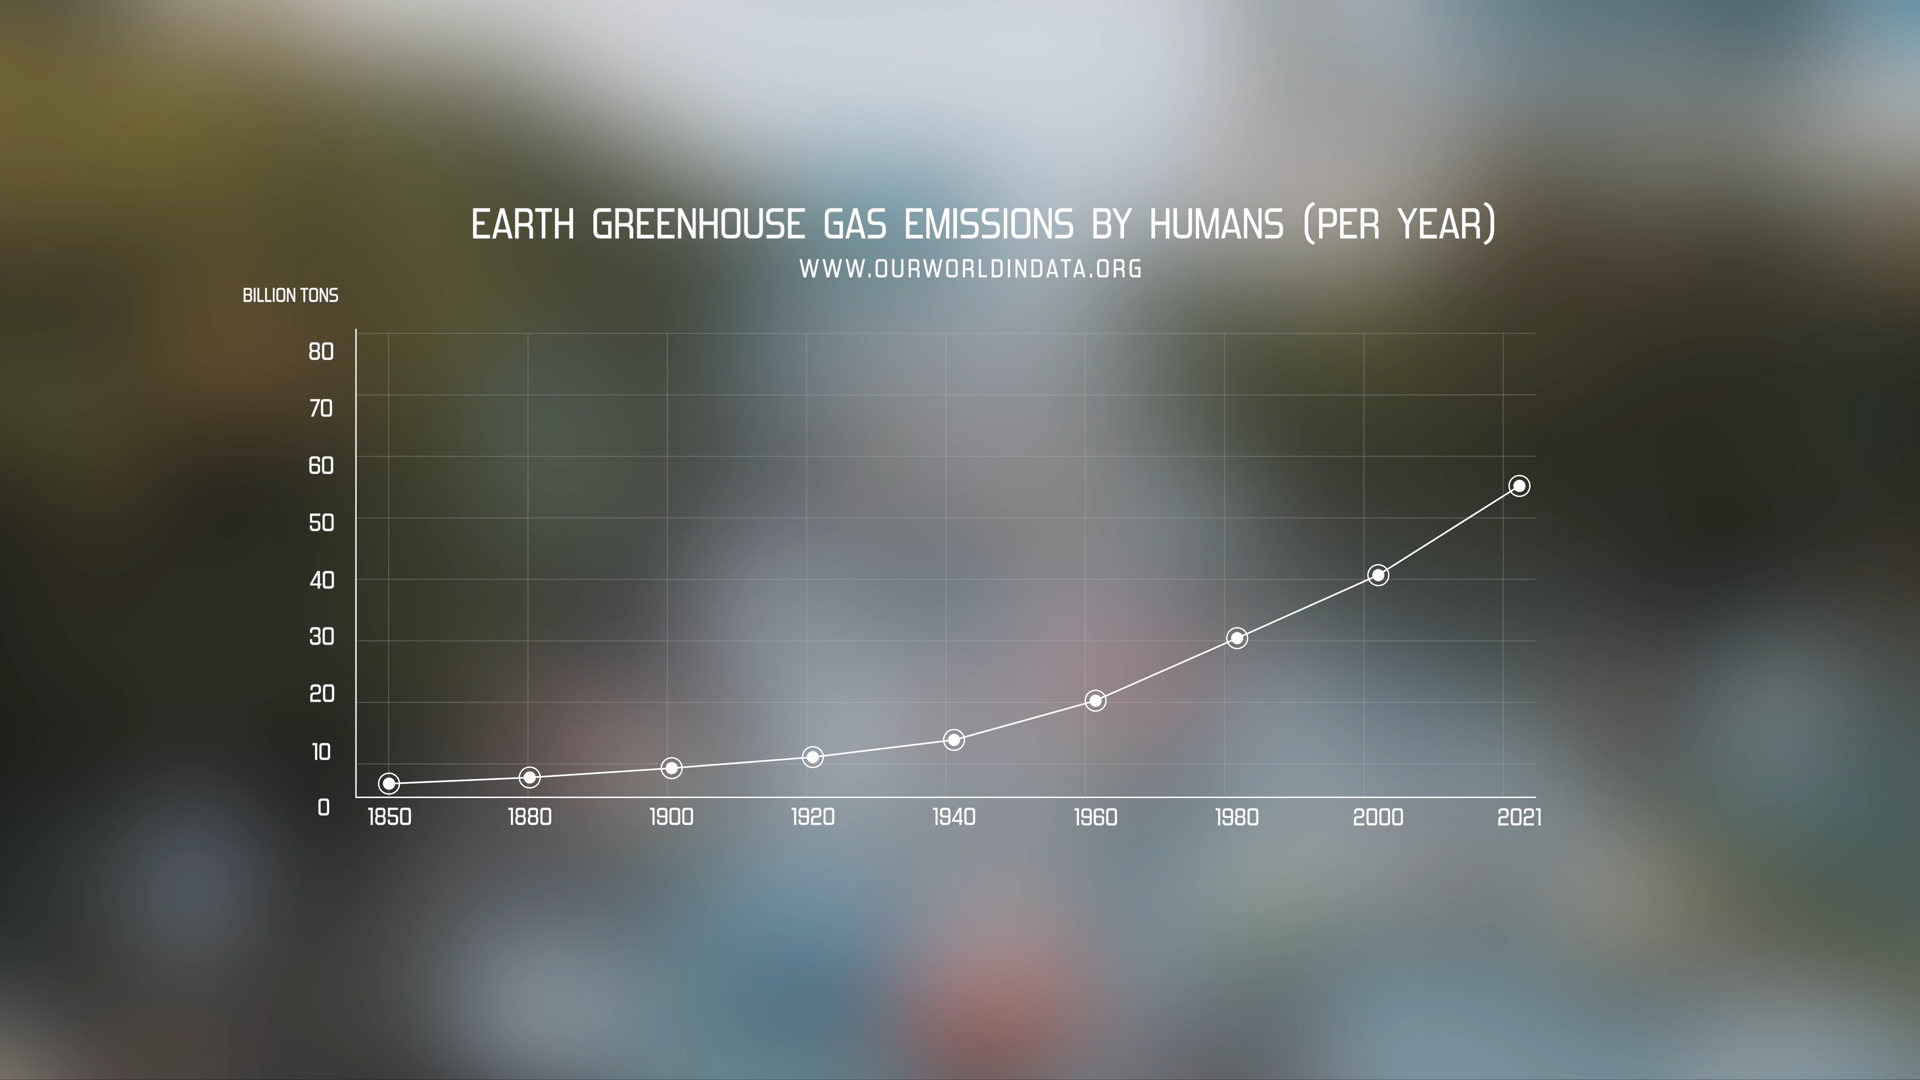 EARTH GREENHOUSE GAS EMISSIONS BY HUMANS (PER YEAR)
WWW.OURWORLDINDATA.ORG
BILLION TONS
80
70
60
50
40
30
20
10
0
1850 1880 1900 1920 1940 1960 1980 2000 2021